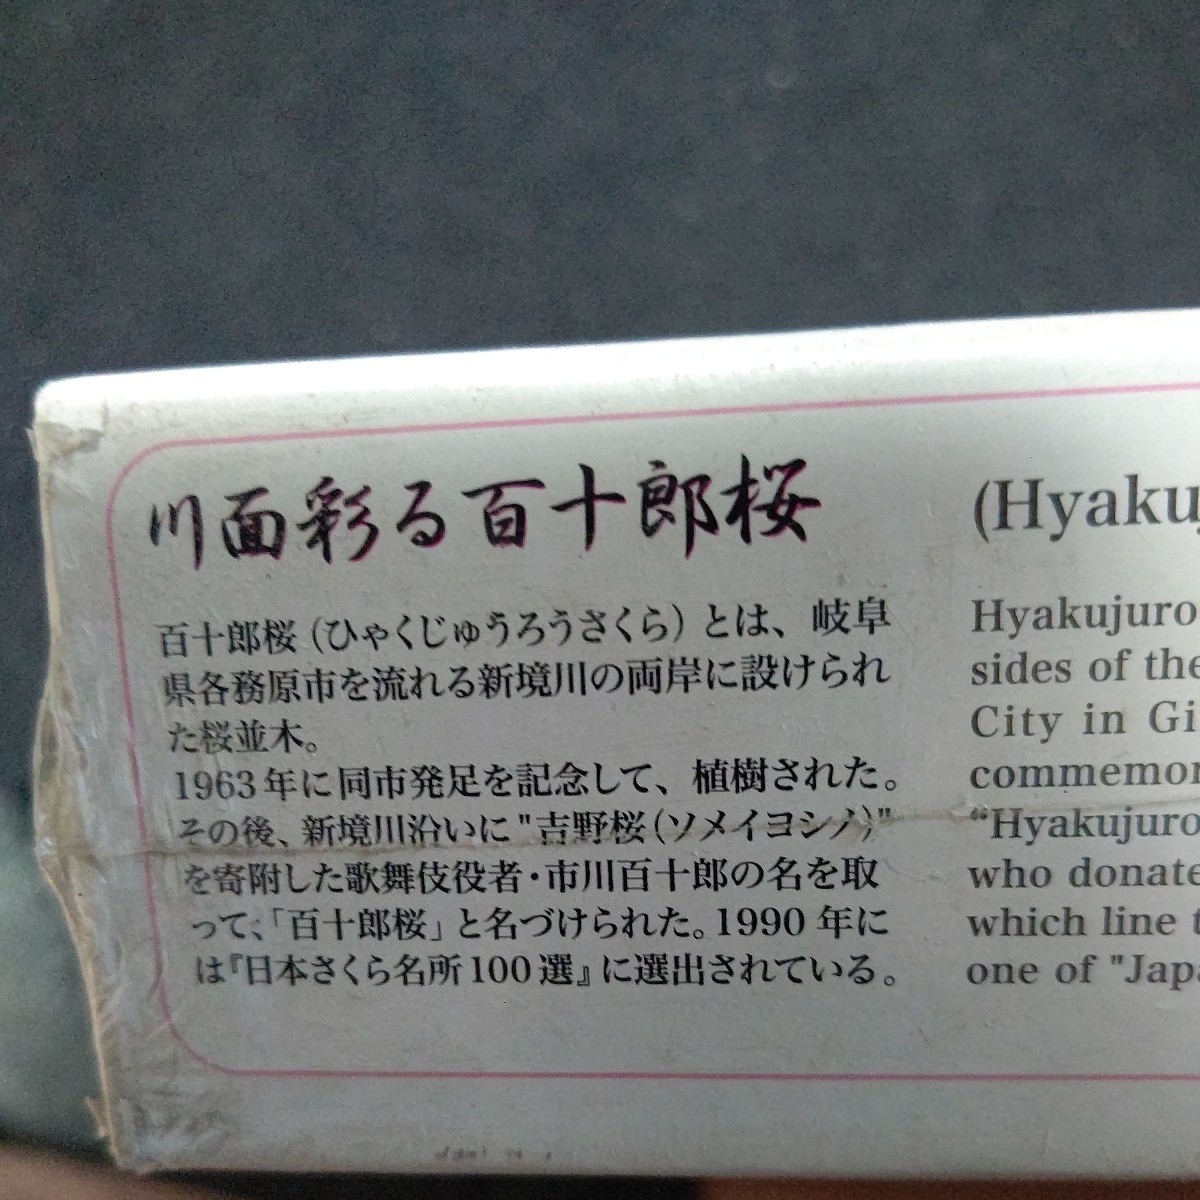 川面彩る百十郎桜
百十郎桜(ひゃくじゅうろうさくら)とは、岐阜
県各務原市を流れる新境川の両岸に設けられ
た桜並木。
1963年に同市発足を記念して、植樹された。
その後、新境川沿いに"吉野桜(ソメイヨシノ)"
を寄附した歌舞伎役者・市川百十郎の名を取
って、「百十郎桜」と名づけられた。1990年に
は『日本さくら名所100選』に選出されている。
(Hyaku
Hyakujuro
sides of the
City in Gi
commemor
“Hyakujuro
who donate
which line
one of "Japa